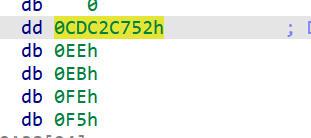 db 0
dd 0CDC2C752h ;
db 0EEh
db 0EBh
db 0FEh
db 0F5h